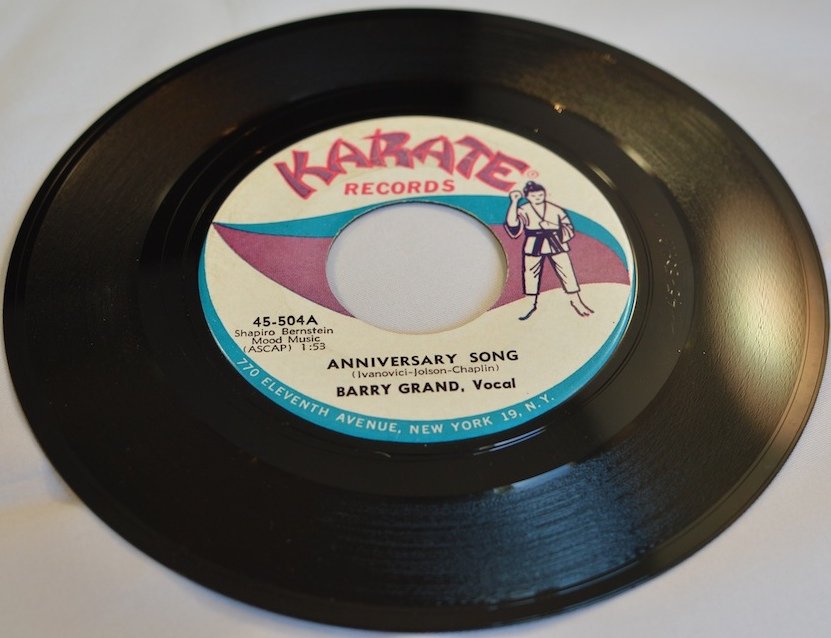 KARATE®
RECORDS
45-504A
Shapiro Bernstein
Mood Music
(ASCAP) 1:53
ANNIVERSARY SONG
(Ivanovici-Jolson-Chaplin)
BARRY GRAND, Vocal
770 ELEVENTH AVENUE, NEW YORK 19, N.Y.